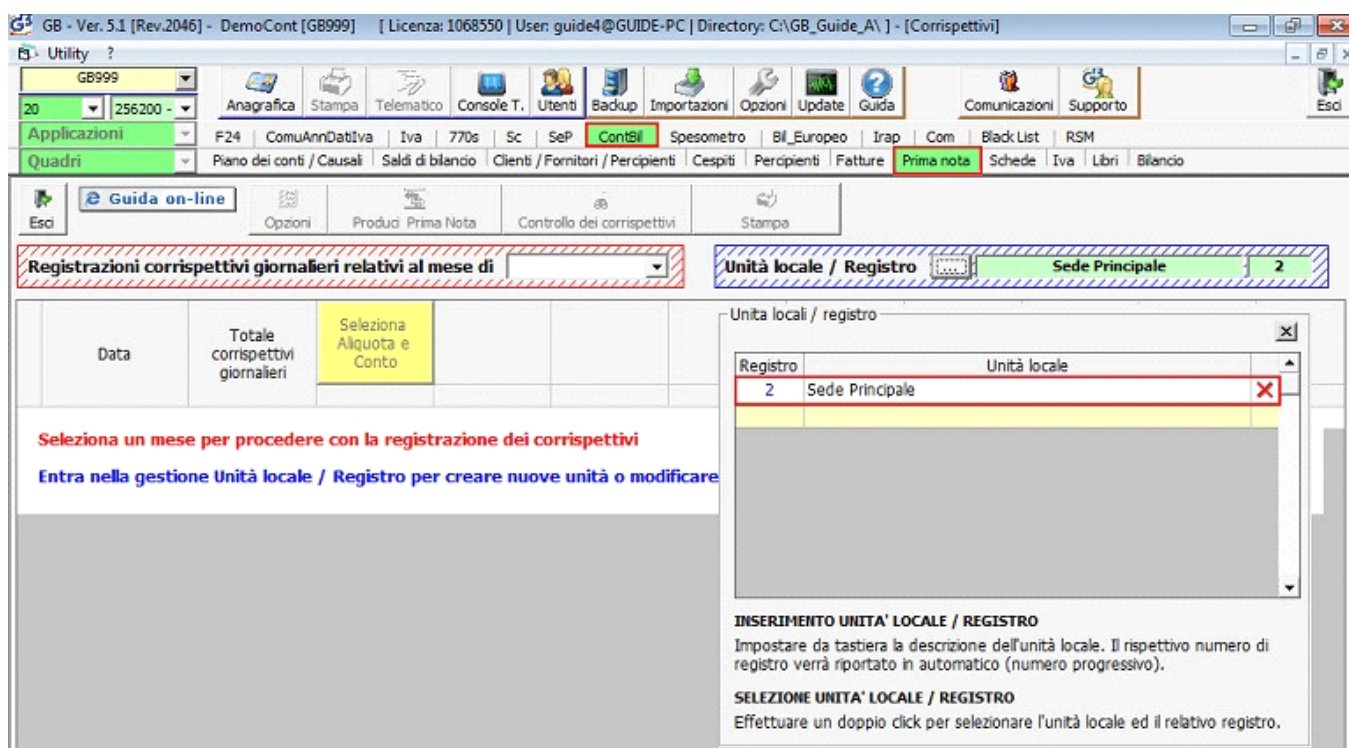 GB - Ver. 5.1 [Rev.2046] - DemoCont [GB999] [ Licenza: 1068550 | User: guide4@GUIDE-PC | Directory: C:\GB_Guide_A\ ] - [Corrispettivi]
Utility ?
GB999
20 256200 -
Anagrafica Stampa Telematico Console T. Utenti Backup Importazioni Opzioni Update Guida Comunicazioni Supporto Esci
Applicazioni F24 | ComuAnnDatiIva | Iva | 770s | Sc | SeP ContBil Spesometro | Bil_Europeo | Irap | Com | Black List | RSM
Quadri Piano dei conti / Causali Saldi di bilancio Clienti / Fornitori / Percipienti Cespiti Percipienti Fatture Prima nota Schede Iva Libri Bilancio
Esci Guida on-line Opzioni Produci Prima Nota Controllo dei corrispettivi Stampa
Registrazioni corrispettivi giornalieri relativi al mese di Unità locale / Registro ... Sede Principale 2
Data
Totale corrispettivi giornalieri
Seleziona Aliquota e Conto
Unita locali / registro
Registro Unità locale
2 Sede Principale
Seleziona un mese per procedere con la registrazione dei corrispettivi
Entra nella gestione Unità locale / Registro per creare nuove unità o modificare
INSERIMENTO UNITA' LOCALE / REGISTRO
Impostare da tastiera la descrizione dell'unità locale. Il rispettivo numero di
registro verrà riportato in automatico (numero progressivo).
SELEZIONE UNITA' LOCALE / REGISTRO
Effettuare un doppio click per selezionare l'unità locale ed il relativo registro.